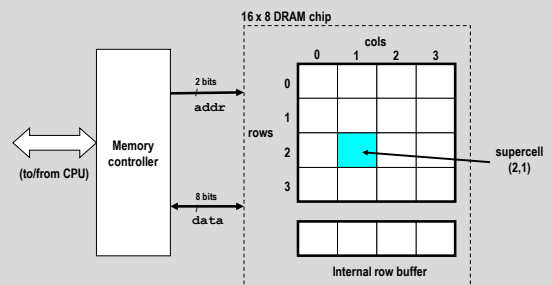 16 x 8 DRAM chip
cols
0 1 2 3
0
2 bits
addr
1
rows
Memory
controller
2
supercell
(2,1)
(to/from CPU)
3
8 bits
data
Internal row buffer